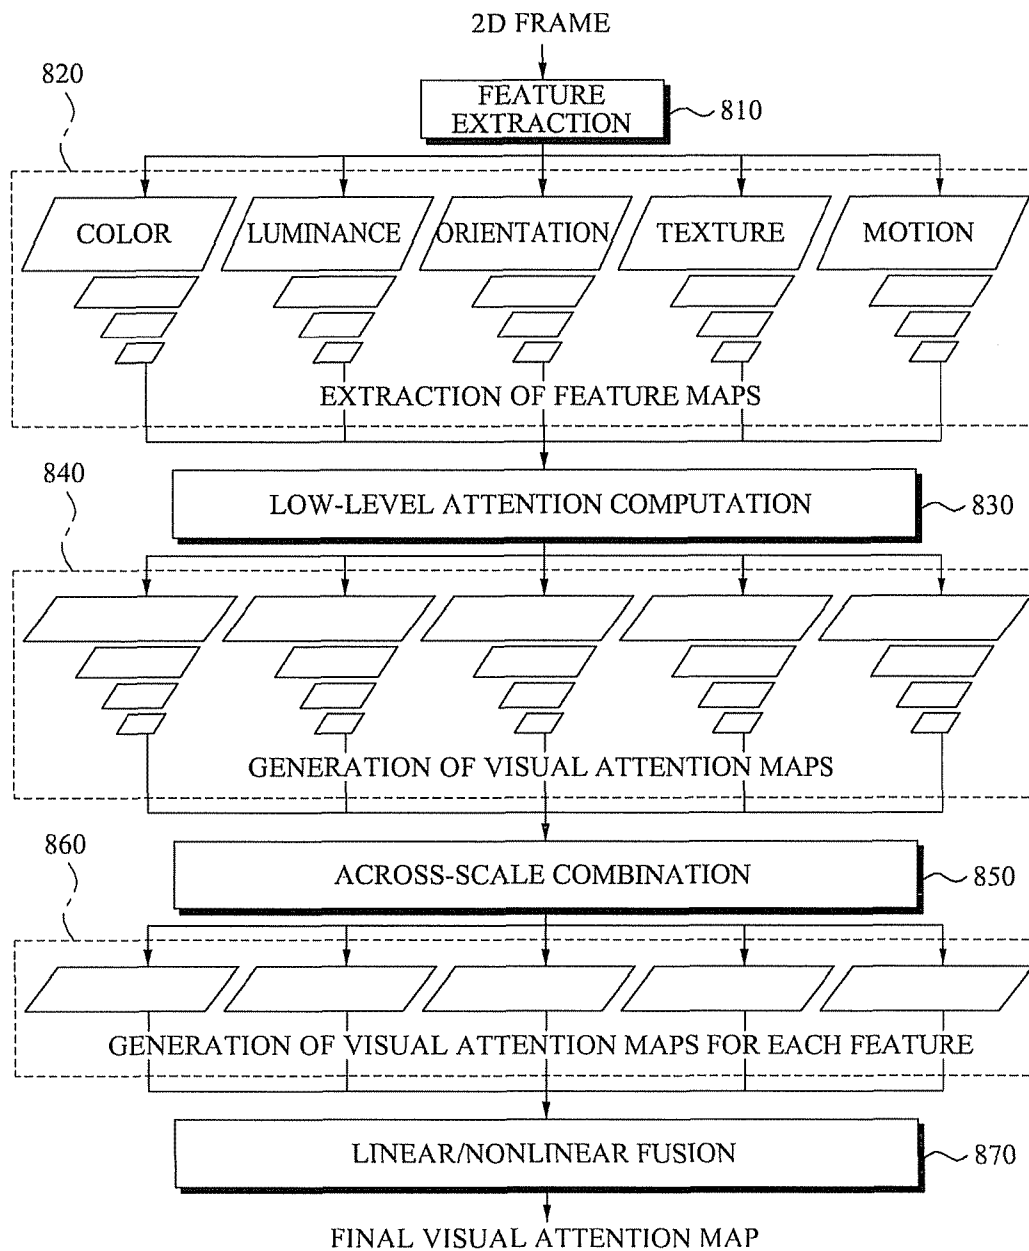 2D FRAME
820
FEATURE
EXTRACTION
810
COLOR
LUMINANCE
ORIENTATION
TEXTURE
MOTION
EXTRACTION OF FEATURE MAPS
840
LOW-LEVEL ATTENTION COMPUTATION
830
GENERATION OF VISUAL ATTENTION MAPS
860
ACROSS-SCALE COMBINATION
850
GENERATION OF VISUAL ATTENTION MAPS FOR EACH FEATURE
LINEAR/NONLINEAR FUSION
870
FINAL VISUAL ATTENTION MAP